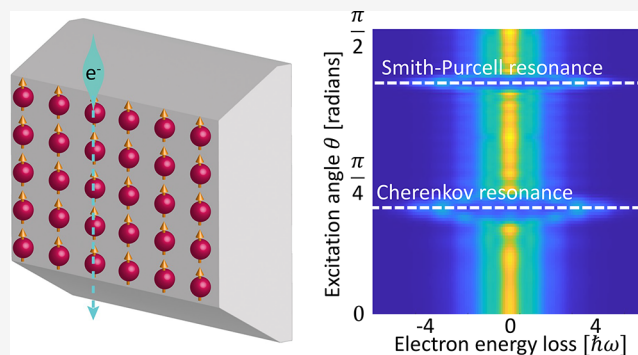 e-
π
2
Smith-Purcell resonance
π
4
Cherenkov resonance
0
Excitation angle θ [radians]
-4 0 4
Electron energy loss [ħω]